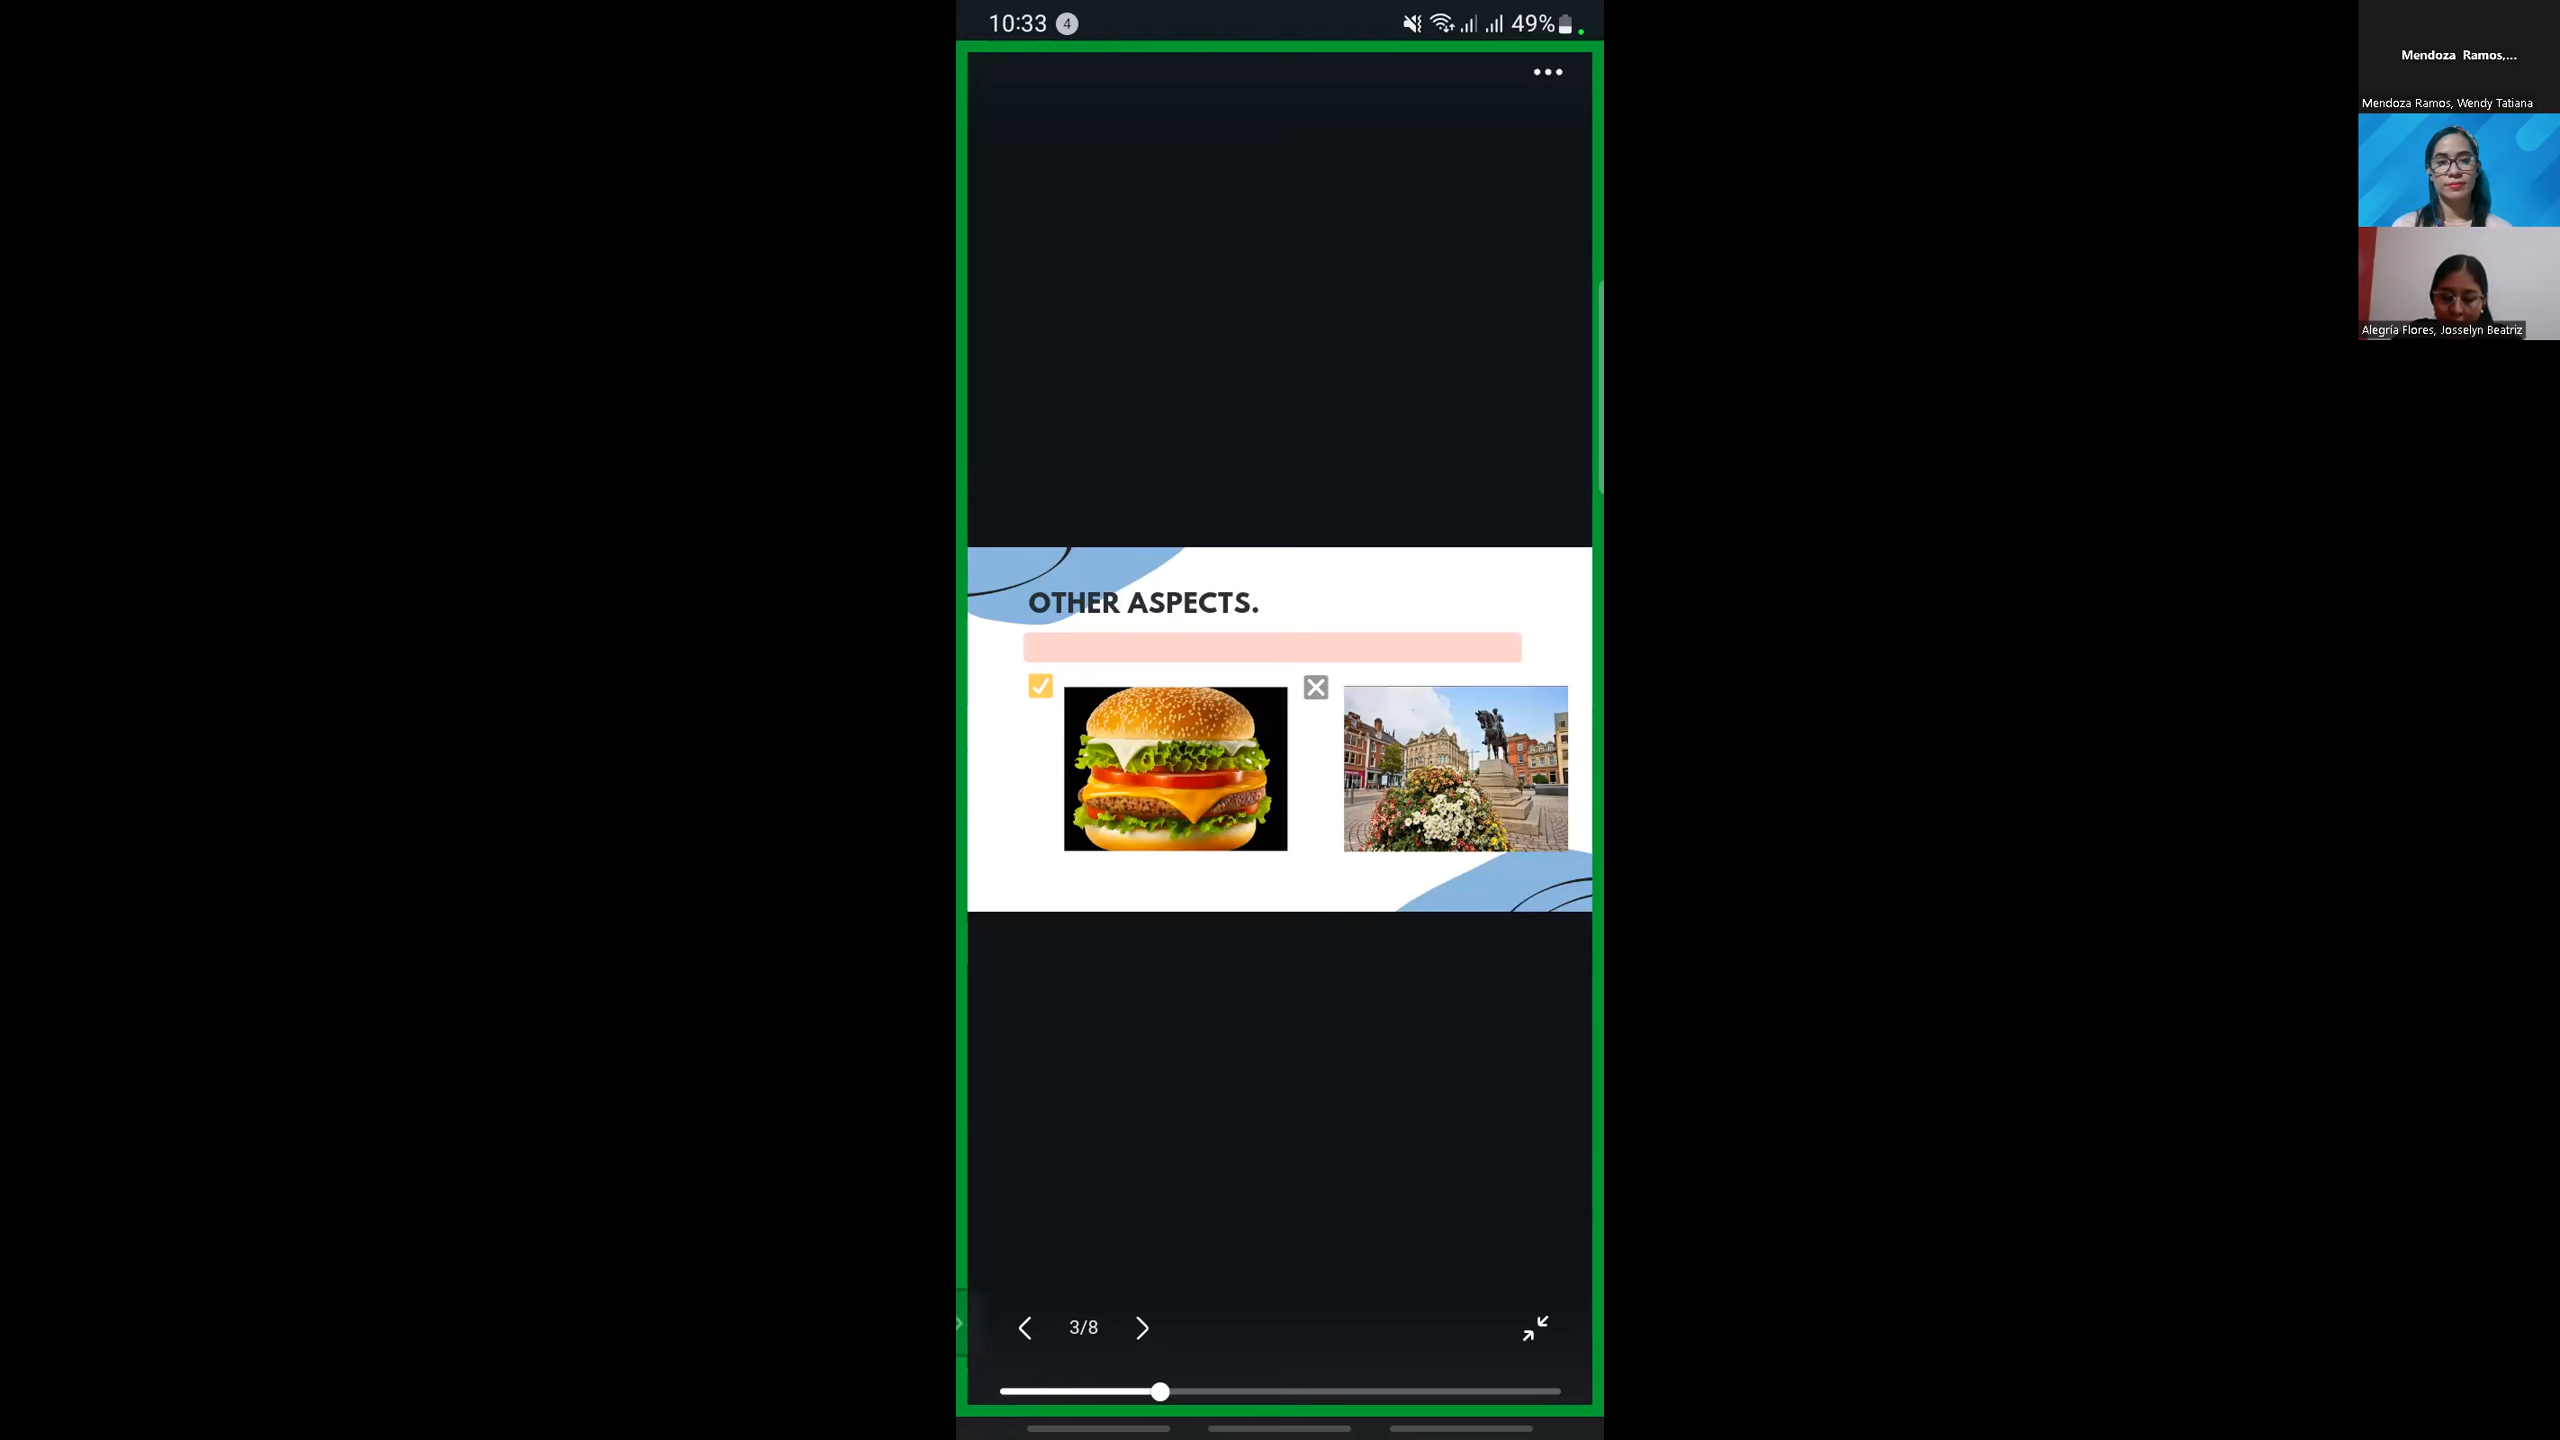 10:33 4
49%
Mendoza Ramos,...
Mendoza Ramos, Wendy Tatiana
Alegría Flores, Josselyn Beatriz
OTHER ASPECTS.
3/8